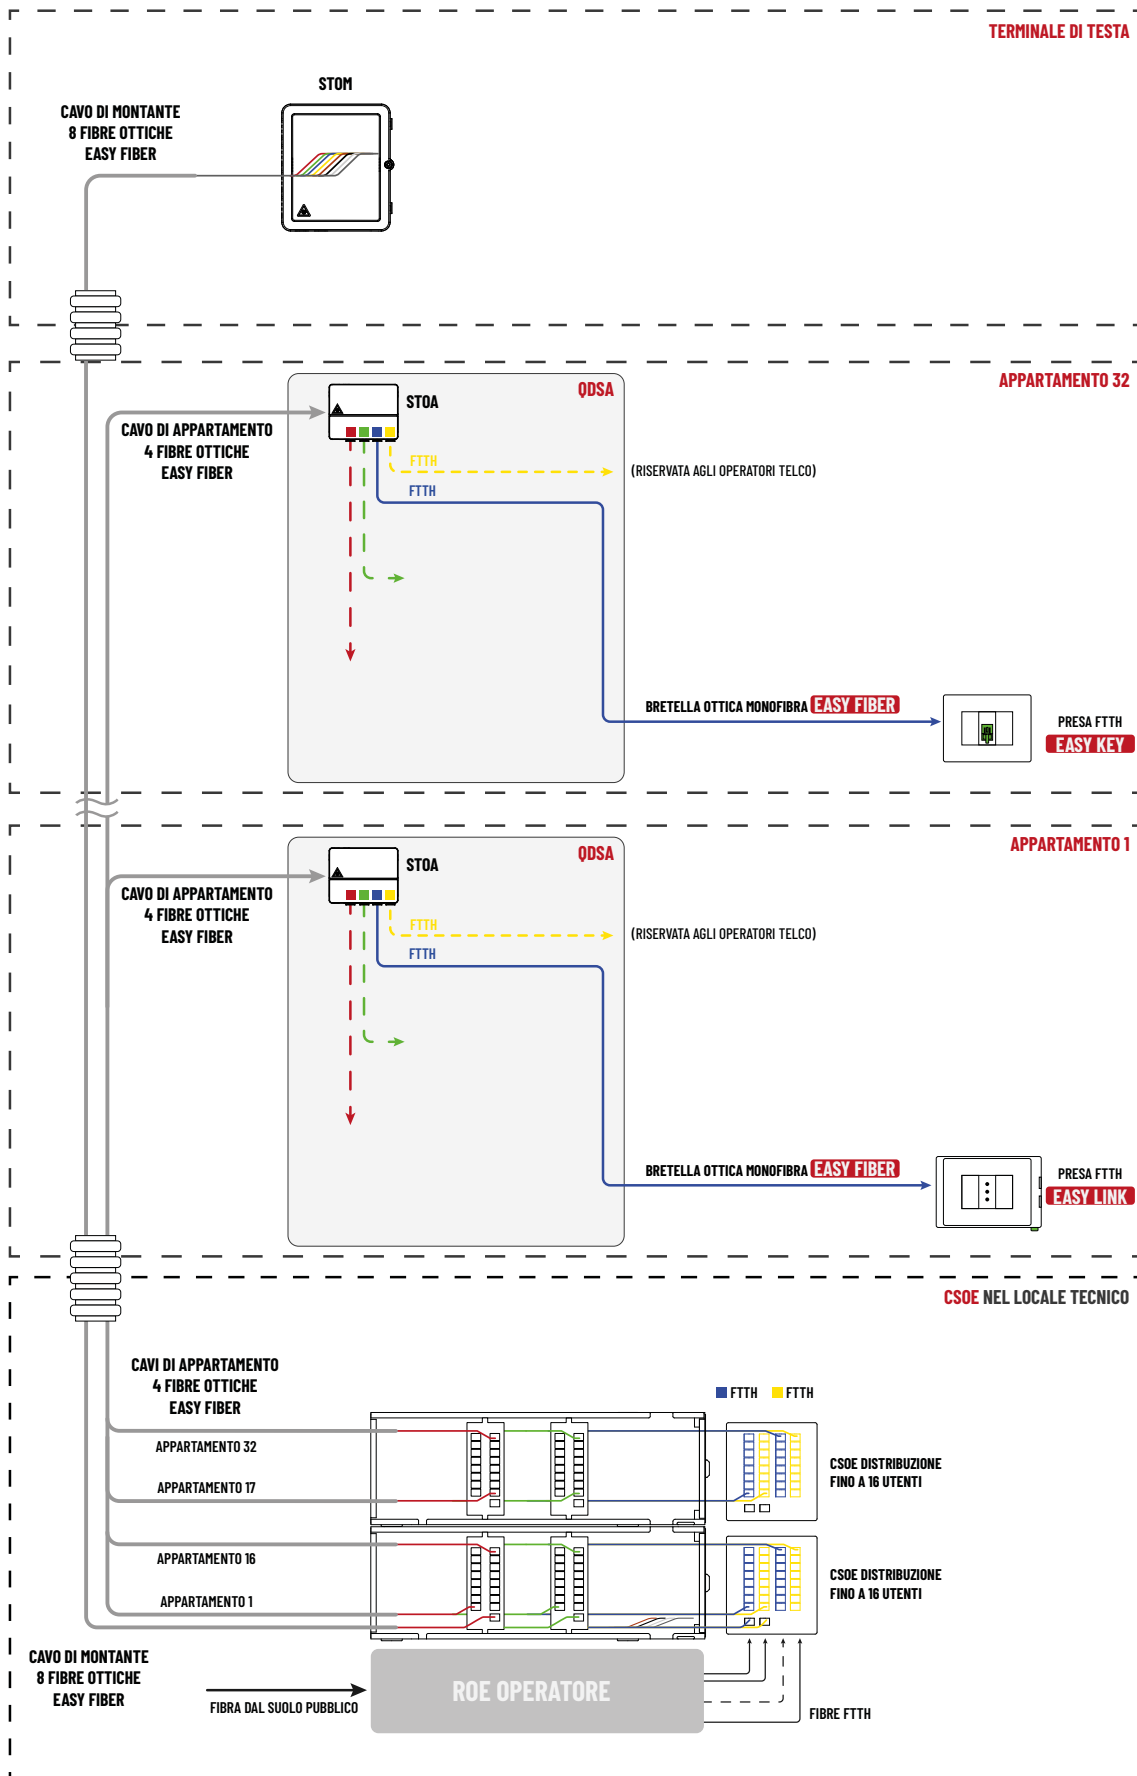 TERMINALE DI TESTA
STOM
CAVO DI MONTANTE
8 FIBRE OTTICHE
EASY FIBER
APPARTAMENTO 32
QDSA
STOA
CAVO DI APPARTAMENTO
4 FIBRE OTTICHE
EASY FIBER
FTTH
(RISERVATA AGLI OPERATORI TELCO)
FTTH
BRETELLA OTTICA MONOFIBRA EASY FIBER
PRESA FTTH
EASY KEY
APPARTAMENTO 1
QDSA
STOA
CAVO DI APPARTAMENTO
4 FIBRE OTTICHE
EASY FIBER
FTTH
(RISERVATA AGLI OPERATORI TELCO)
FTTH
BRETELLA OTTICA MONOFIBRA EASY FIBER
PRESA FTTH
EASY LINK
CSOE NEL LOCALE TECNICO
CAVI DI APPARTAMENTO
4 FIBRE OTTICHE
EASY FIBER
FTTH FTTH
APPARTAMENTO 32
APPARTAMENTO 17
CSOE DISTRIBUZIONE
FINO A 16 UTENTI
APPARTAMENTO 16
APPARTAMENTO 1
CSOE DISTRIBUZIONE
FINO A 16 UTENTI
CAVO DI MONTANTE
8 FIBRE OTTICHE
EASY FIBER
FIBRA DAL SUOLO PUBBLICO
ROE OPERATORE
FIBRE FTTH